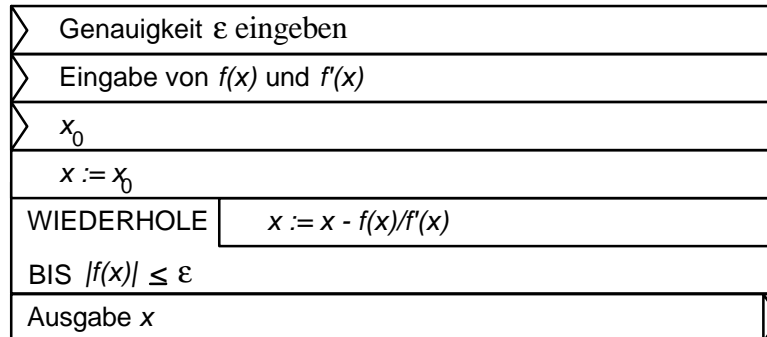 Genauigkeit ε eingeben
Eingabe von f(x) und f'(x)
x₀
x := x₀
WIEDERHOLE x := x - f(x)/f'(x)
BIS |f(x)| ≤ ε
Ausgabe x